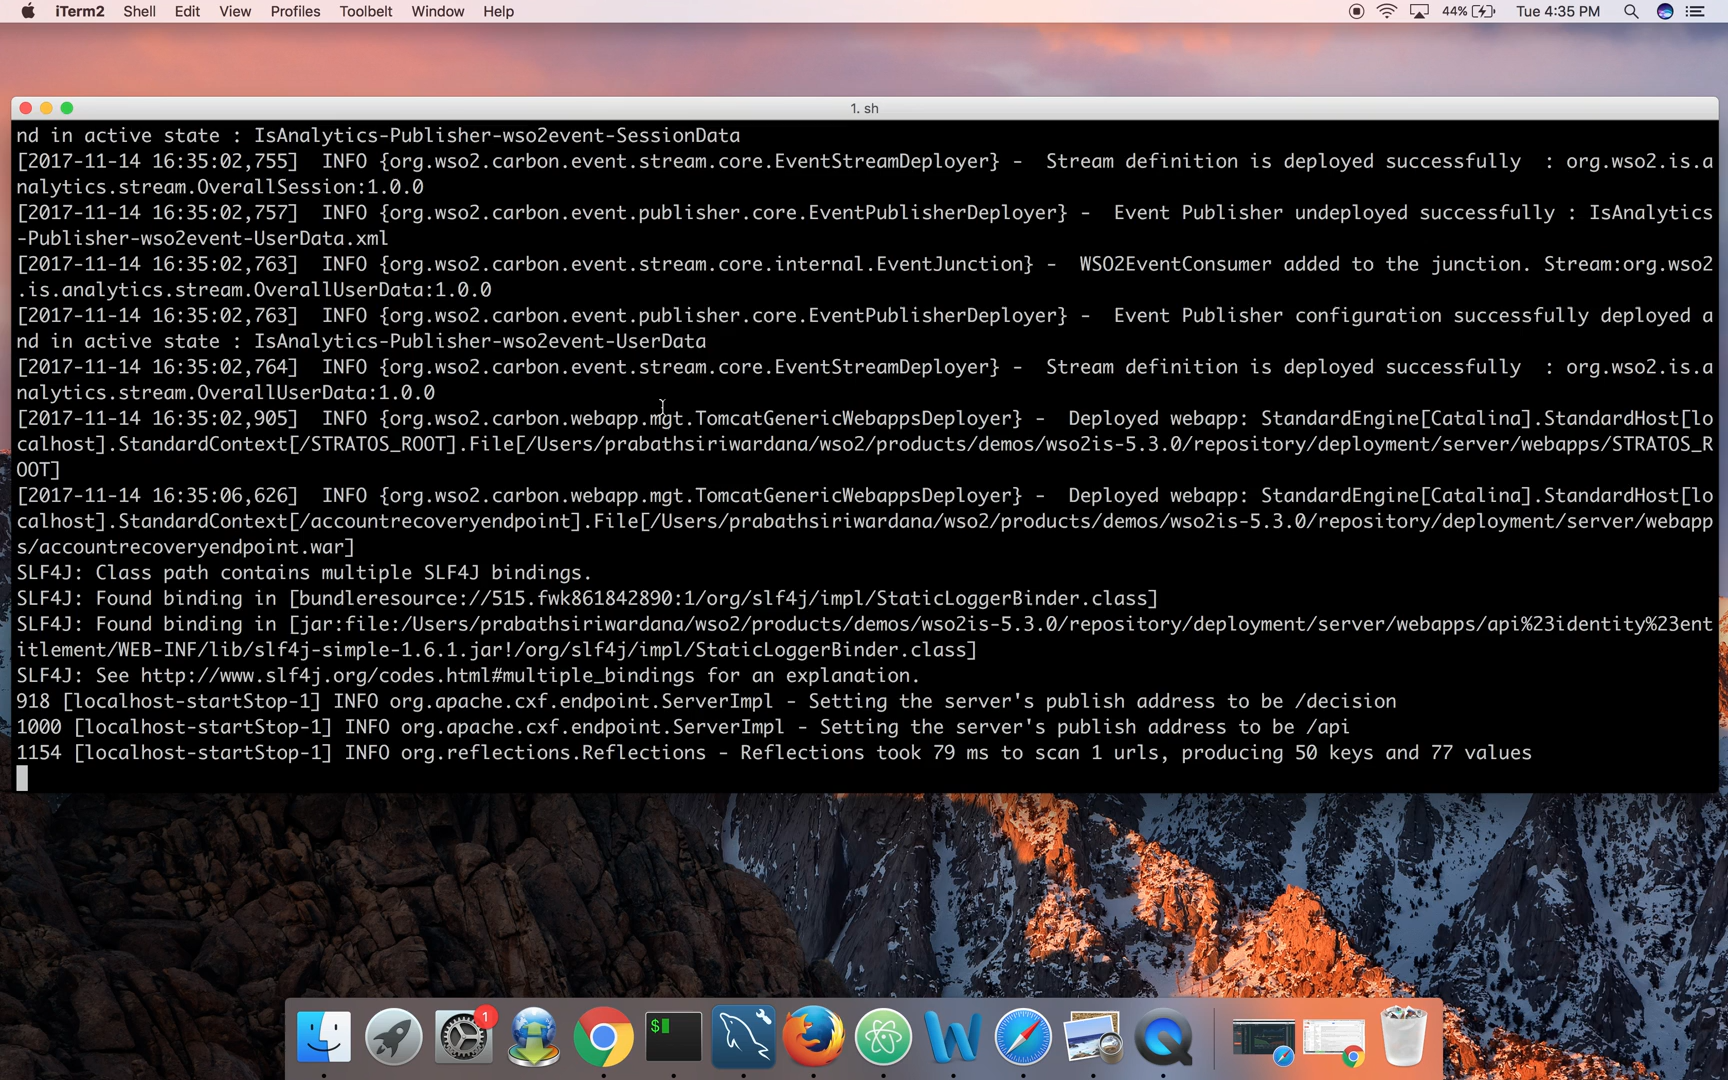 iTerm2 Shell Edit View Profiles Toolbelt Window Help 44% Tue 4:35 PM
1. sh
nd in active state : IsAnalytics-Publisher-wso2event-SessionData
[2017-11-14 16:35:02,755]  INFO {org.wso2.carbon.event.stream.core.EventStreamDeployer} -  Stream definition is deployed successfully  : org.wso2.is.a
nalytics.stream.OverallSession:1.0.0
[2017-11-14 16:35:02,757]  INFO {org.wso2.carbon.event.publisher.core.EventPublisherDeployer} -  Event Publisher undeployed successfully : IsAnalytics
-Publisher-wso2event-UserData.xml
[2017-11-14 16:35:02,763]  INFO {org.wso2.carbon.event.stream.core.internal.EventJunction} -  WSO2EventConsumer added to the junction. Stream:org.wso2
.is.analytics.stream.OverallUserData:1.0.0
[2017-11-14 16:35:02,763]  INFO {org.wso2.carbon.event.publisher.core.EventPublisherDeployer} -  Event Publisher configuration successfully deployed a
nd in active state : IsAnalytics-Publisher-wso2event-UserData
[2017-11-14 16:35:02,764]  INFO {org.wso2.carbon.event.stream.core.EventStreamDeployer} -  Stream definition is deployed successfully  : org.wso2.is.a
nalytics.stream.OverallUserData:1.0.0
[2017-11-14 16:35:02,905]  INFO {org.wso2.carbon.webapp.mgt.TomcatGenericWebappsDeployer} -  Deployed webapp: StandardEngine[Catalina].StandardHost[lo
calhost].StandardContext[/STRATOS_ROOT].File[/Users/prabathsiriwardana/wso2/products/demos/wso2is-5.3.0/repository/deployment/server/webapps/STRATOS_R
OOT]
[2017-11-14 16:35:06,626]  INFO {org.wso2.carbon.webapp.mgt.TomcatGenericWebappsDeployer} -  Deployed webapp: StandardEngine[Catalina].StandardHost[lo
calhost].StandardContext[/accountrecoveryendpoint].File[/Users/prabathsiriwardana/wso2/products/demos/wso2is-5.3.0/repository/deployment/server/webapp
s/accountrecoveryendpoint.war]
SLF4J: Class path contains multiple SLF4J bindings.
SLF4J: Found binding in [bundleresource://515.fwk861842890:1/org/slf4j/impl/StaticLoggerBinder.class]
SLF4J: Found binding in [jar:file:/Users/prabathsiriwardana/wso2/products/demos/wso2is-5.3.0/repository/deployment/server/webapps/api%23identity%23ent
itlement/WEB-INF/lib/slf4j-simple-1.6.1.jar!/org/slf4j/impl/StaticLoggerBinder.class]
SLF4J: See http://www.slf4j.org/codes.html#multiple_bindings for an explanation.
918 [localhost-startStop-1] INFO org.apache.cxf.endpoint.ServerImpl - Setting the server's publish address to be /decision
1000 [localhost-startStop-1] INFO org.apache.cxf.endpoint.ServerImpl - Setting the server's publish address to be /api
1154 [localhost-startStop-1] INFO org.reflections.Reflections - Reflections took 79 ms to scan 1 urls, producing 50 keys and 77 values
1
$